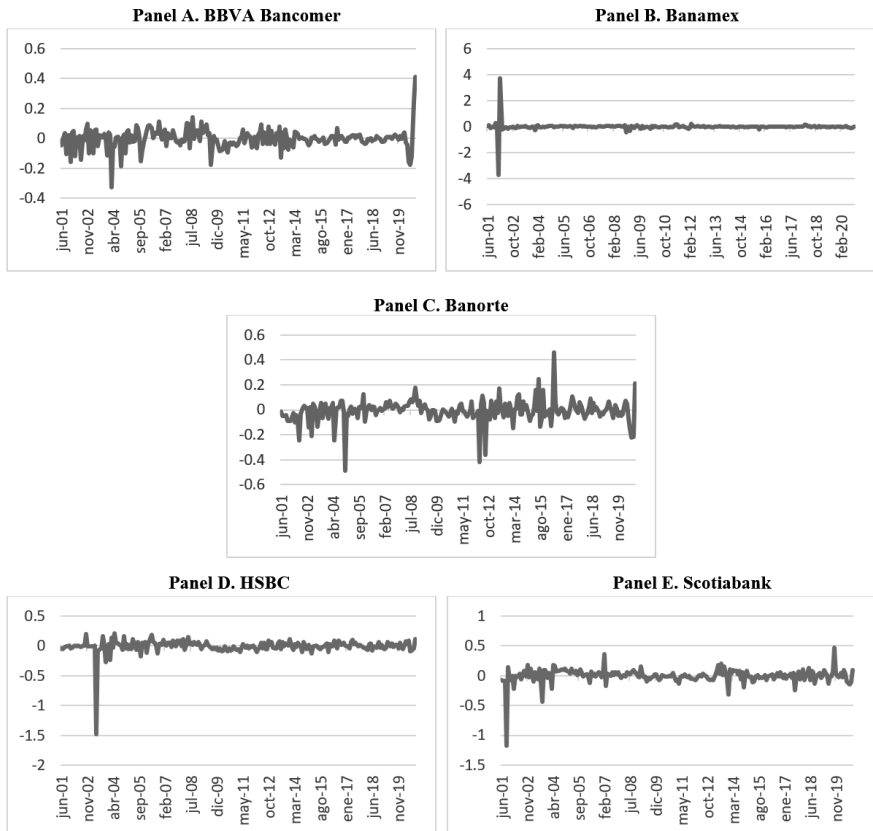 Panel A. BBVA Bancomer
0.6
0.4
0.2
0
-0.2
-0.4
jun-01
nov-02
abr-04
sep-05
feb-07
jul-08
dic-09
may-11
oct-12
mar-14
ago-15
ene-17
jun-18
nov-19
Panel B. Banamex
6
4
2
0
-2
-4
-6
jun-01
oct-02
feb-04
jun-05
oct-06
feb-08
jun-09
oct-10
feb-12
jun-13
oct-14
feb-16
jun-17
oct-18
feb-20
Panel C. Banorte
0.6
0.4
0.2
0
-0.2
-0.4
-0.6
jun-01
nov-02
abr-04
sep-05
feb-07
jul-08
dic-09
may-11
oct-12
mar-14
ago-15
ene-17
jun-18
nov-19
Panel D. HSBC
0.5
0
-0.5
-1
-1.5
-2
jun-01
nov-02
abr-04
sep-05
feb-07
jul-08
dic-09
may-11
oct-12
mar-14
ago-15
ene-17
jun-18
nov-19
Panel E. Scotiabank
1
0.5
0
-0.5
-1
-1.5
jun-01
nov-02
abr-04
sep-05
feb-07
jul-08
dic-09
may-11
oct-12
mar-14
ago-15
ene-17
jun-18
nov-19